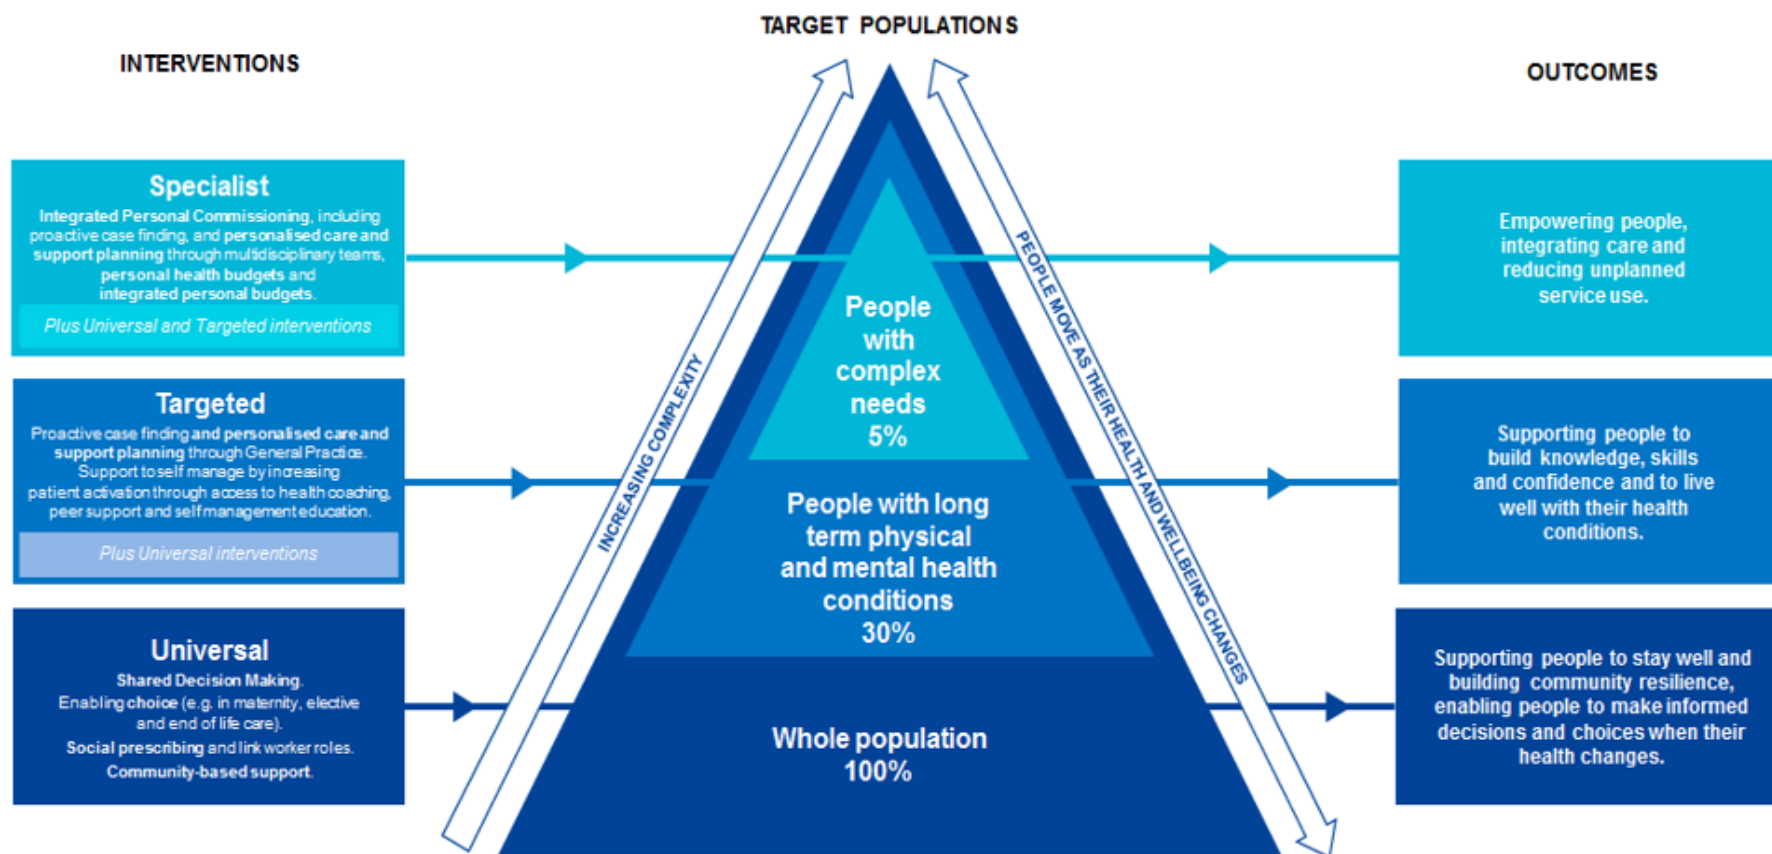 TARGET POPULATIONS
INTERVENTIONS
OUTCOMES
Specialist
Integrated Personal Commissioning, including
proactive case finding, and personalised care and
support planning through multidisciplinary teams,
personal health budgets and
integrated personal budgets.
Plus Universal and Targeted interventions
Targeted
Proactive case finding and personalised care and
support planning through General Practice.
Support to self manage by increasing
patient activation through access to health coaching,
peer support and self management education.
Plus Universal interventions
Universal
Shared Decision Making.
Enabling choice (e.g. in maternity, elective
and end of life care).
Social prescribing and link worker roles.
Community-based support.
INCREASING COMPLEXITY
People
with
complex
needs
5%
People with long
term physical
and mental health
conditions
30%
Whole population
100%
PEOPLE MOVE AS THEIR HEALTH AND WELLBEING CHANGES
Empowering people,
integrating care and
reducing unplanned
service use.
Supporting people to
build knowledge, skills
and confidence and to live
well with their health
conditions.
Supporting people to stay well and
building community resilience,
enabling people to make informed
decisions and choices when their
health changes.